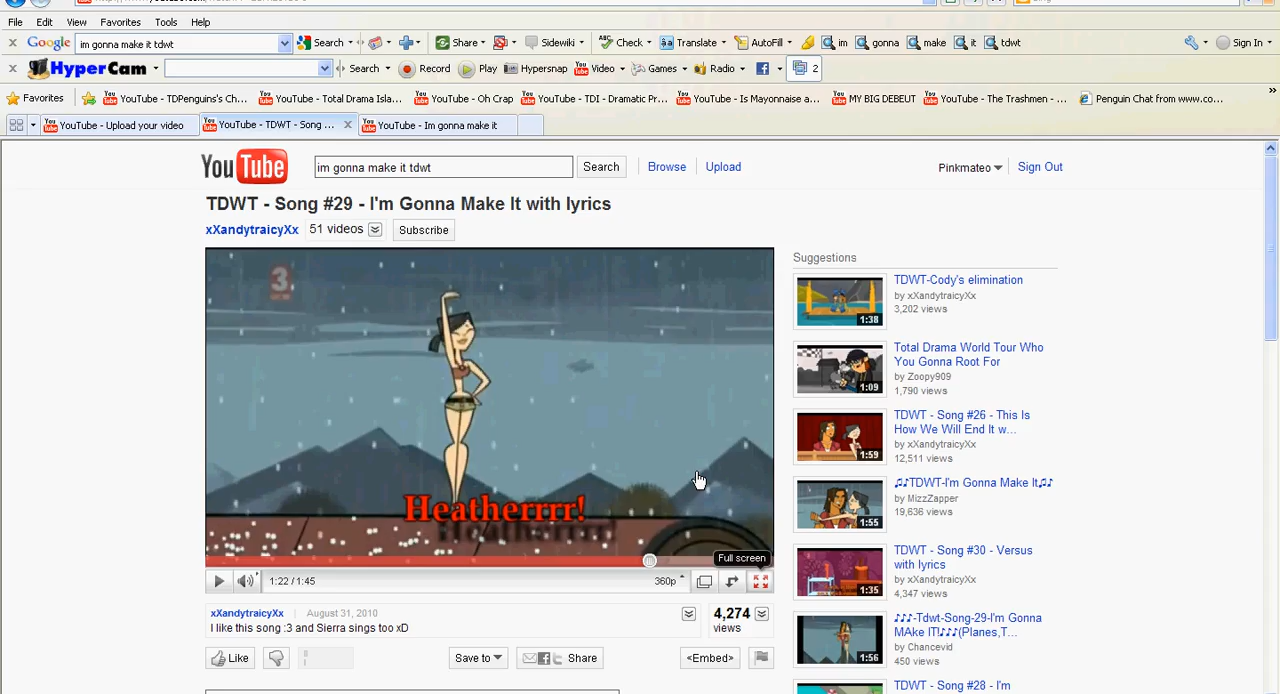 File Edit View Favorites Tools Help
Google im gonna make it tdwt Search Share Sidewiki Check Translate AutoFill im gonna make it tdwt Sign In
HyperCam Search Record Play Hypersnap Video Games Radio 2
Favorites YouTube - TDPenguins's Ch... YouTube - Total Drama Isla... YouTube - Oh Crap YouTube - TDI - Dramatic Pr... YouTube - Is Mayonnaise a... MY BIG DEBEUT YouTube - The Trashmen - ... Penguin Chat from www.co...
YouTube - Upload your video YouTube - TDWT - Song ... YouTube - Im gonna make it
YouTube im gonna make it tdwt Search Browse Upload Pinkmateo Sign Out
TDWT - Song #29 - I'm Gonna Make It with lyrics
xXandytraicyXx 51 videos Subscribe
3
Heatherrrr!
Full screen
1:22 / 1:45 360p
xXandytraicyXx August 31, 2010
I like this song :3 and Sierra sings too xD
4,274
views
Like Save to Share <Embed>
Suggestions
TDWT-Cody's elimination
by xXandytraicyXx
3,202 views
1:38
Total Drama World Tour Who
You Gonna Root For
by Zoopy909
1,790 views
1:09
TDWT - Song #26 - This Is
How We Will End It w...
by xXandytraicyXx
12,511 views
1:59
♫♪TDWT-I'm Gonna Make It♫♪
by MizzZapper
19,636 views
1:55
TDWT - Song #30 - Versus
with lyrics
by xXandytraicyXx
4,347 views
1:35
♪♪♪-Tdwt-Song-29-I'm Gonna
MAke IT!♪♪♪(Planes,T...
by Chancevid
450 views
1:56
TDWT - Song #28 - I'm